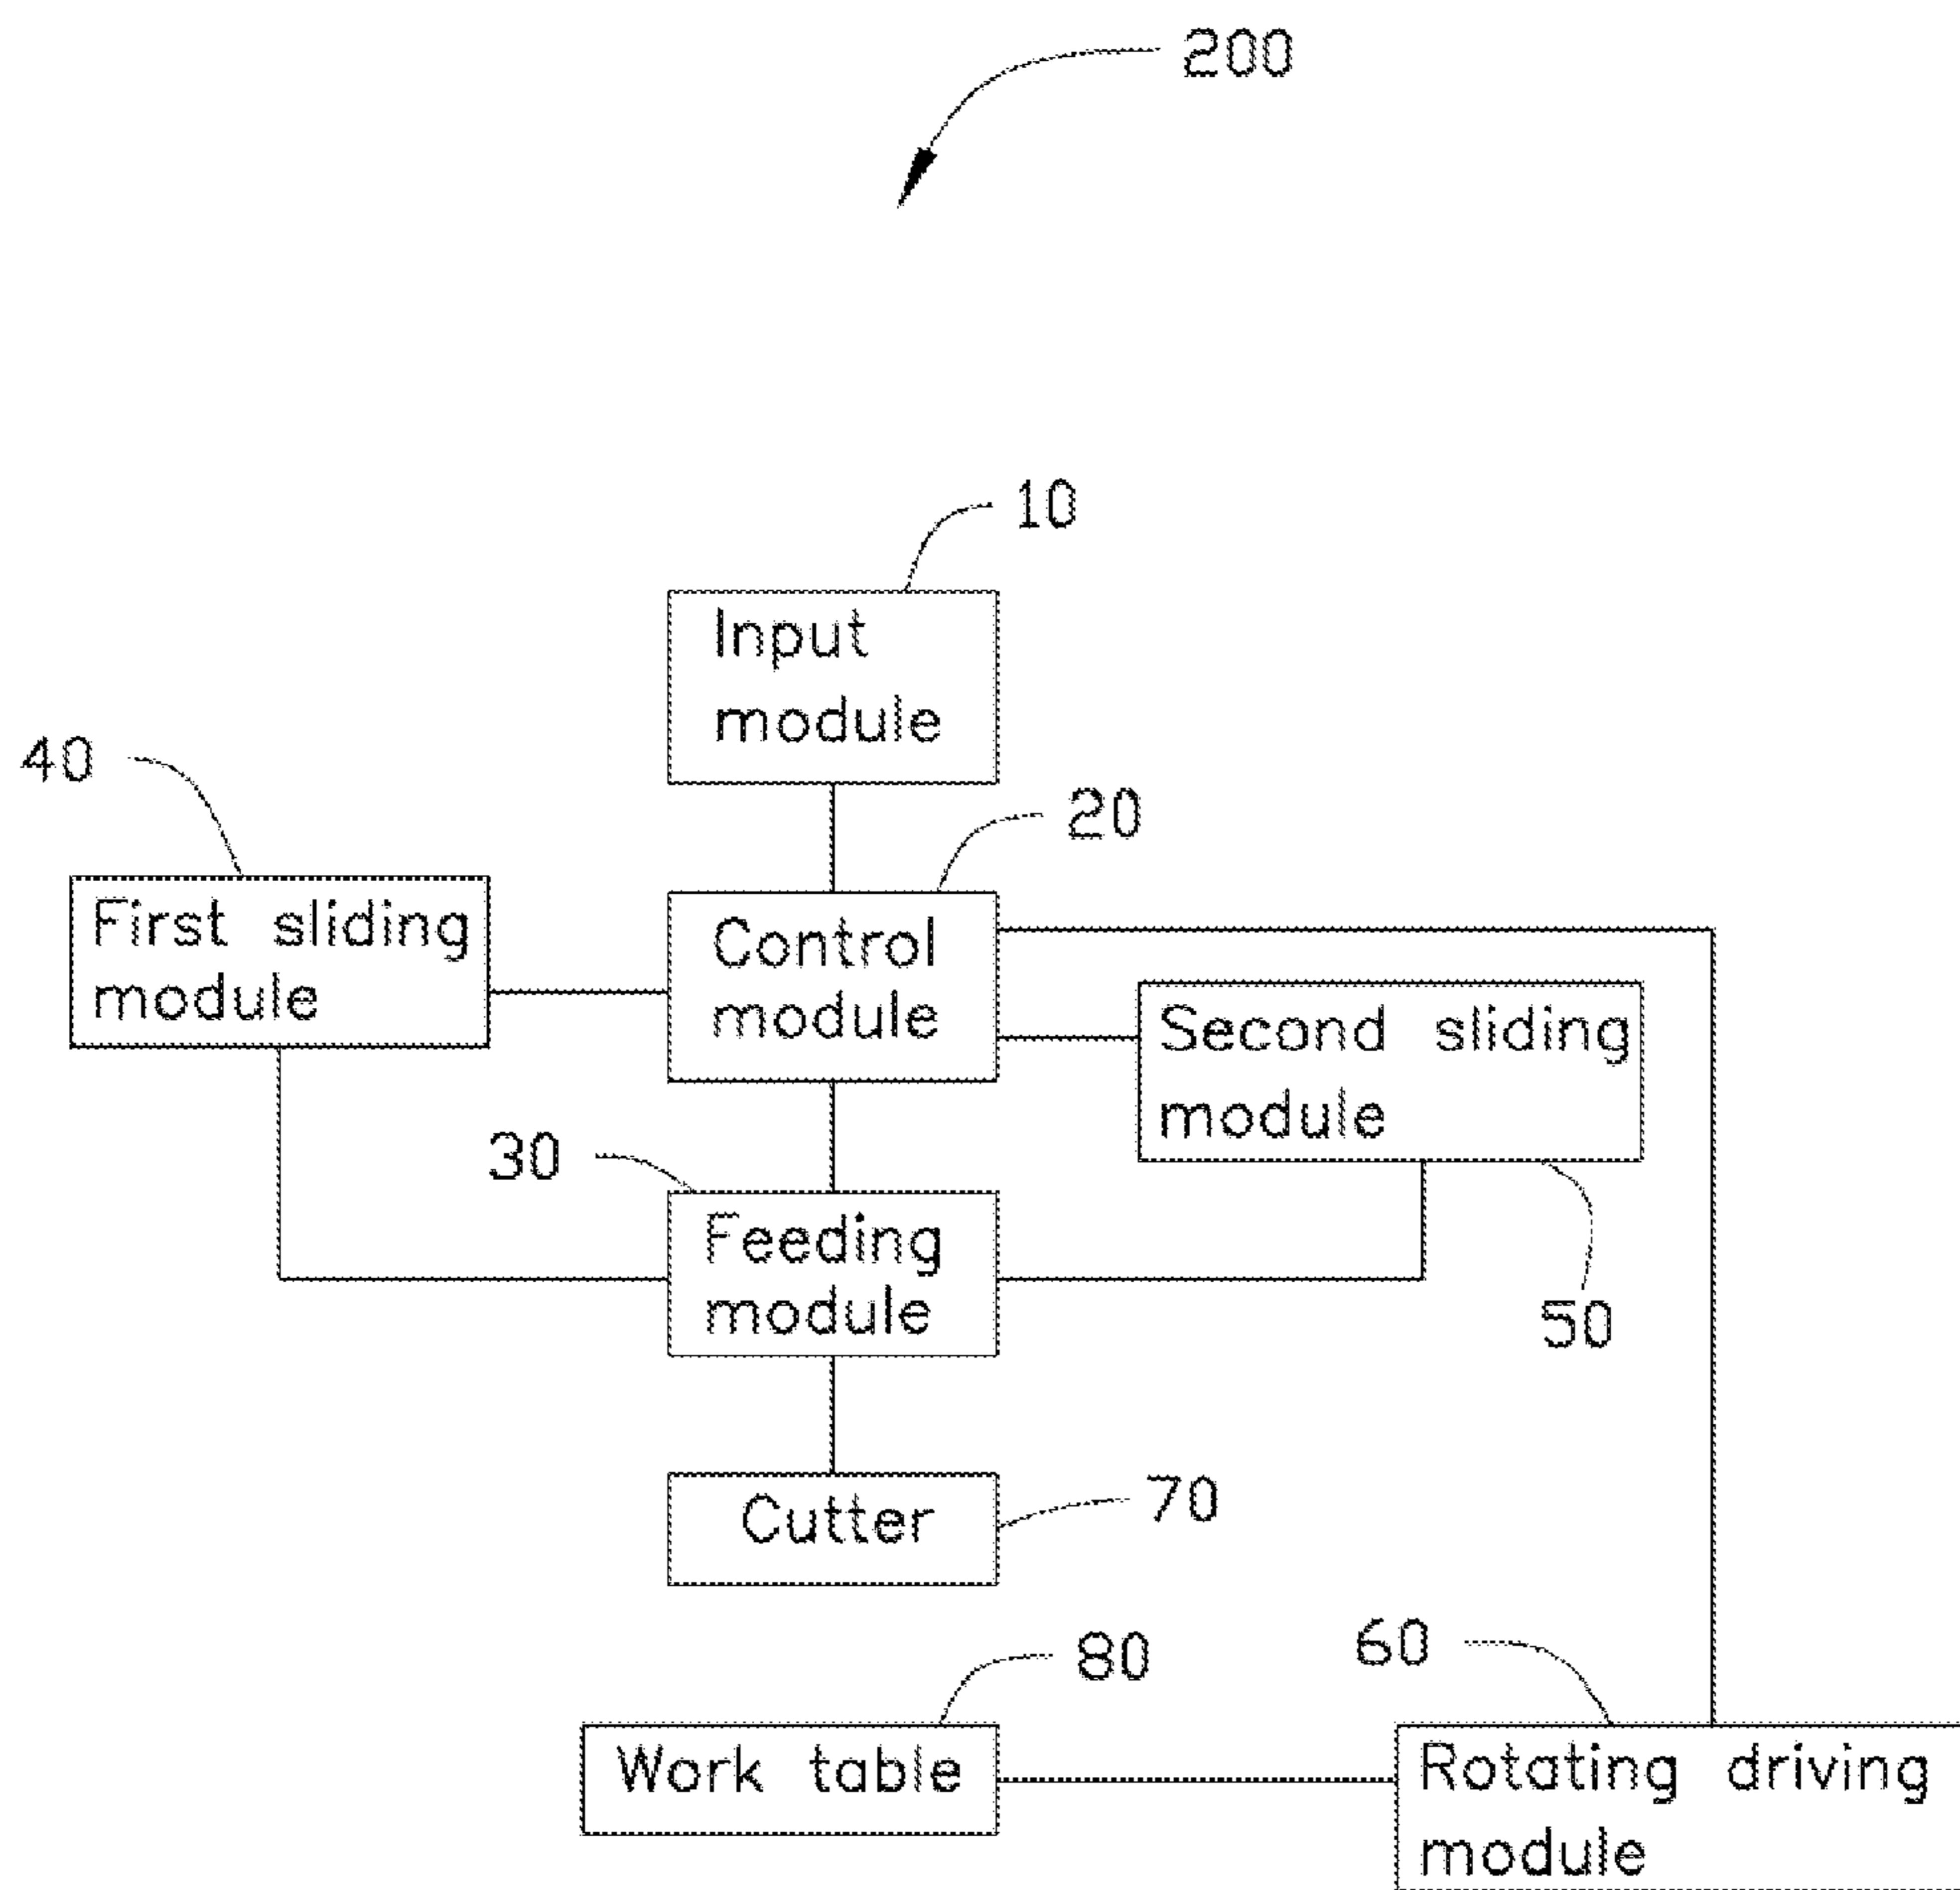 200
10
Input
module
40
20
First sliding
module
Control
module
Second sliding
module
30
Feeding
module
50
Cutter
70
80
60
Work table
Rotating driving
module